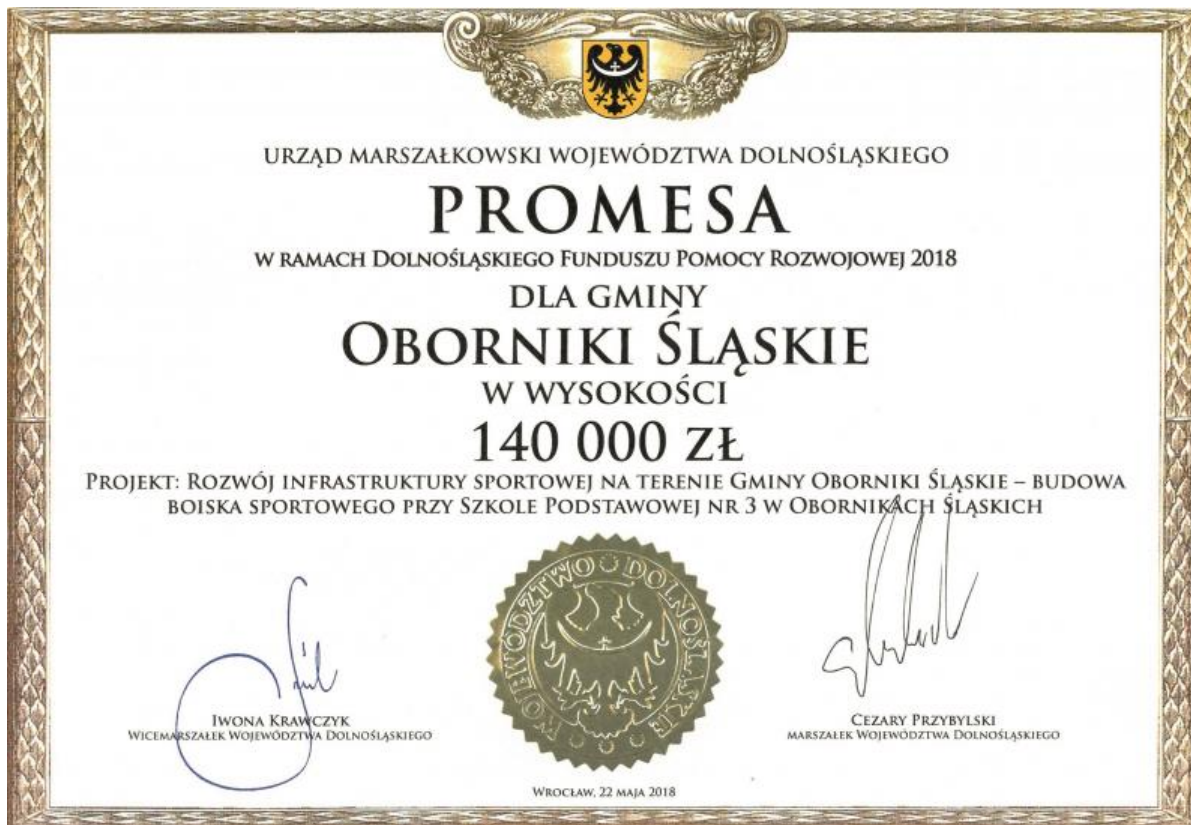 URZĄD MARSZAŁKOWSKI WOJEWÓDZTWA DOLNOŚLĄSKIEGO
PROMESA
W RAMACH DOLNOŚLĄSKIEGO FUNDUSZU POMOCY ROZWOJOWEJ 2018
DLA GMINY
OBORNIKI ŚLĄSKIE
W WYSOKOŚCI
140 000 ZŁ
PROJEKT: ROZWÓJ INFRASTRUKTURY SPORTOWEJ NA TERENIE GMINY OBORNIKI ŚLĄSKIE – BUDOWA
BOISKA SPORTOWEGO PRZY SZKOLE PODSTAWOWEJ NR 3 W OBORNIKACH ŚLĄSKICH
WOJEWÓDZTWO DOLNOŚLĄSKIE
IWONA KRAWCZYK
WICEMARSZAŁEK WOJEWÓDZTWA DOLNOŚLĄSKIEGO
CEZARY PRZYBYLSKI
MARSZAŁEK WOJEWÓDZTWA DOLNOŚLĄSKIEGO
WROCŁAW, 22 MAJA 2018